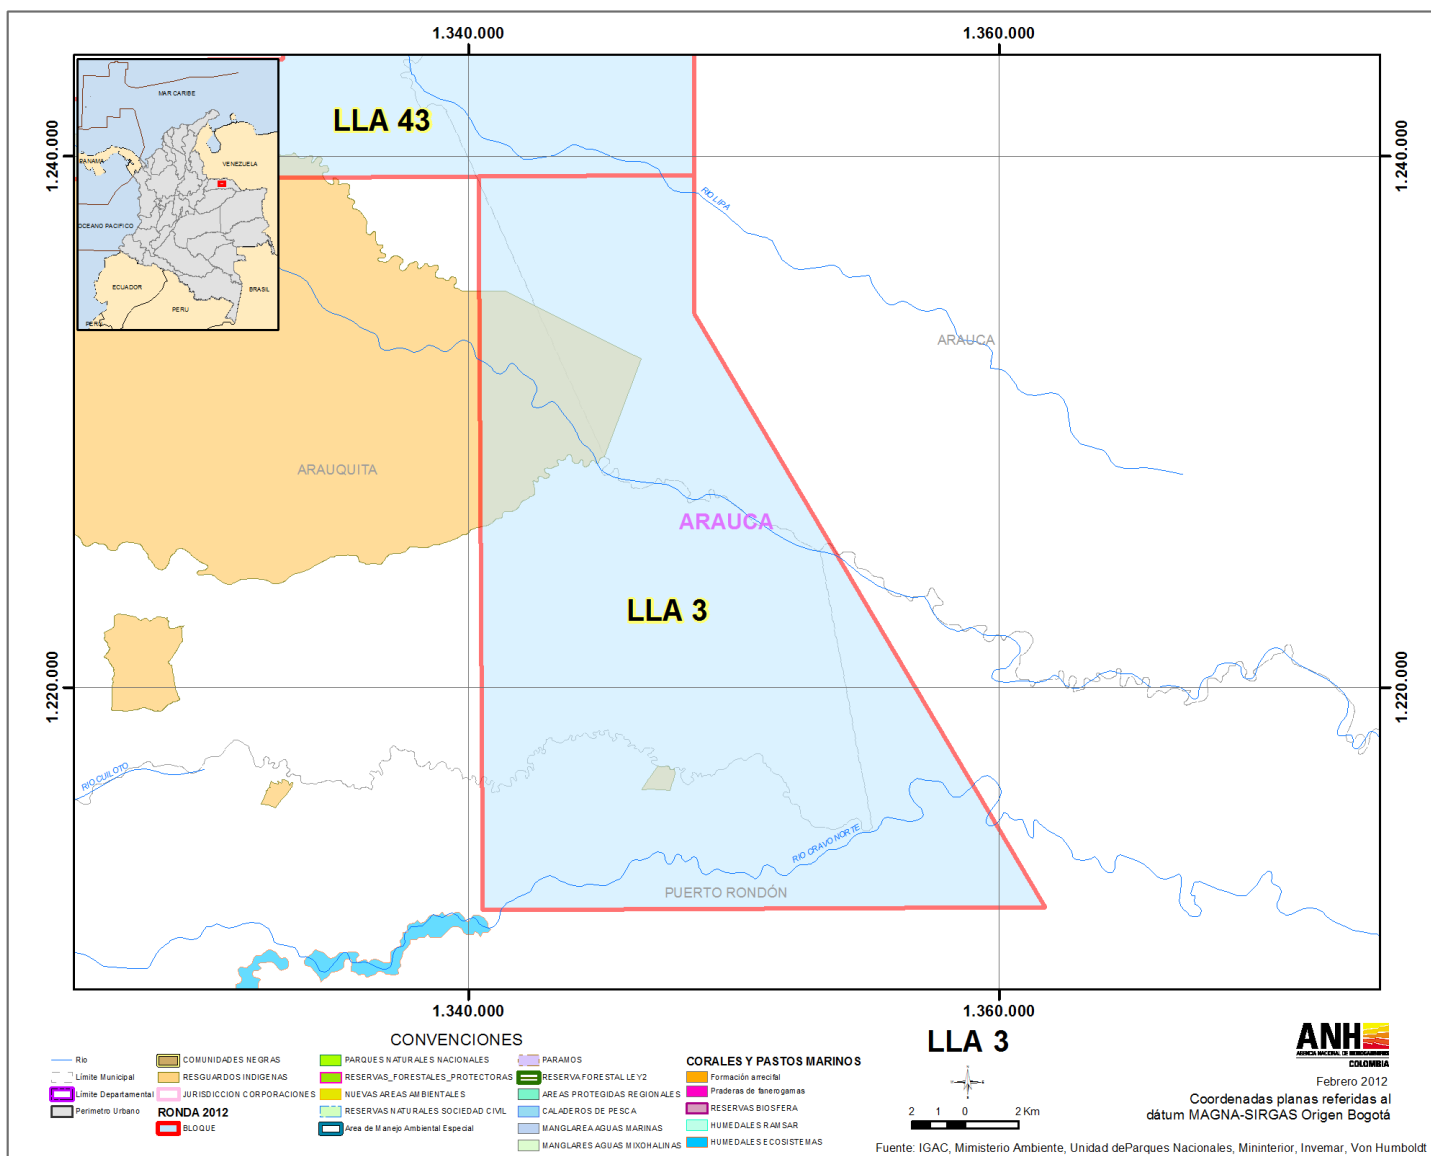 1.340.000
1.360.000
1.240.000
1.240.000
1.220.000
1.220.000
MAR CARIBE
PANAMA
VENEZUELA
OCEANO PACIFICO
ECUADOR
BRASIL
PERU
LLA 43
RIO LIPA
ARAUCA
ARAUQUITA
ARAUCA
LLA 3
RIO CUILOTO
RIO CRAVO NORTE
PUERTO RONDÓN
1.340.000
1.360.000
CONVENCIONES
Rio
Límite Municipal
Límite Departamental
Perimetro Urbano
COMUNIDADES NEGRAS
RESGUARDOS INDIGENAS
JURISDICCION CORPORACIONES
RONDA 2012
BLOQUE
PARQUES NATURALES NACIONALES
RESERVAS_FORESTALES_PROTECTORAS
NUEVAS AREAS AMBIENTALES
RESERVAS NATURALES SOCIEDAD CIVIL
Area de Manejo Ambiental Especial
PARAMOS
RESERVA FORESTAL LEY2
AREAS PROTEGIDAS REGIONALES
CALADEROS DE PESCA
MANGLAREA AGUAS MARINAS
MANGLARES AGUAS MIXOHALINAS
CORALES Y PASTOS MARINOS
Formación arrecifal
Praderas de fanerogamas
RESERVAS BIOSFERA
HUMEDALES RAMSAR
HUMEDALES ECOSISTEMAS
LLA 3
2 1 0 2 Km
ANH
AGENCIA NACIONAL DE HIDROCARBUROS
COLOMBIA
Febrero 2012
Coordenadas planas referidas al
dátum MAGNA-SIRGAS Origen Bogotá
Fuente: IGAC, Mimisterio Ambiente, Unidad deParques Nacionales, Mininterior, Invemar, Von Humboldt